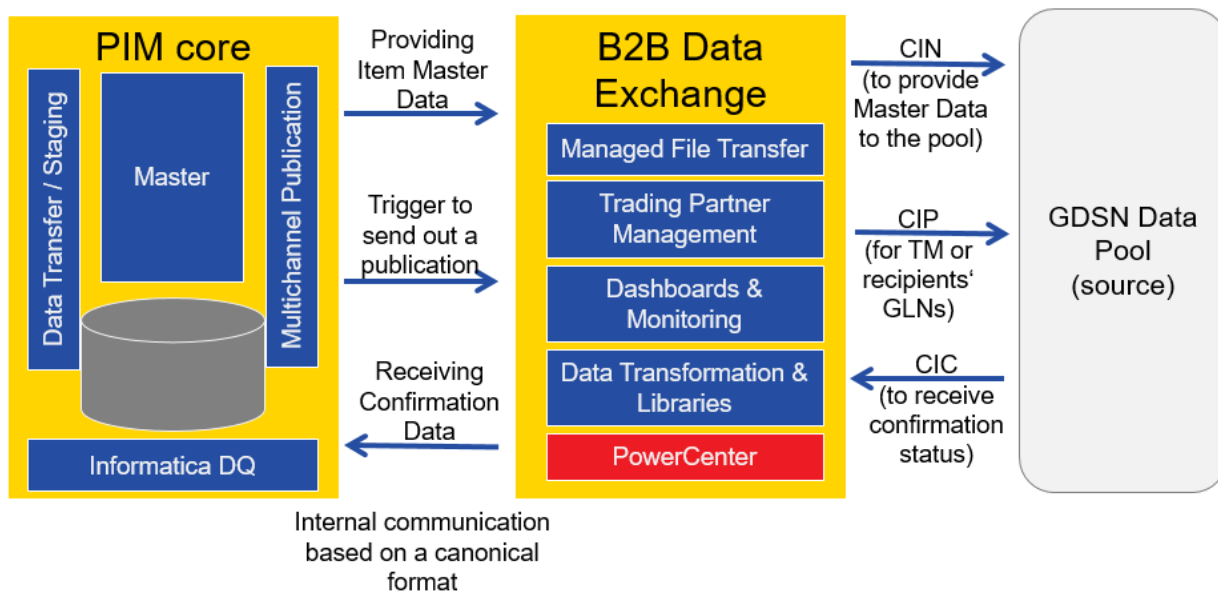 PIM core
Data Transfer / Staging
Master
Multichannel Publication
Informatica DQ
Providing
Item Master
Data
Trigger to
send out a
publication
Receiving
Confirmation
Data
Internal communication
based on a canonical
format
B2B Data
Exchange
Managed File Transfer
Trading Partner
Management
Dashboards &
Monitoring
Data Transformation &
Libraries
PowerCenter
CIN
(to provide
Master Data
to the pool)
CIP
(for TM or
recipients‘
GLNs)
CIC
(to receive
confirmation
status)
GDSN Data
Pool
(source)